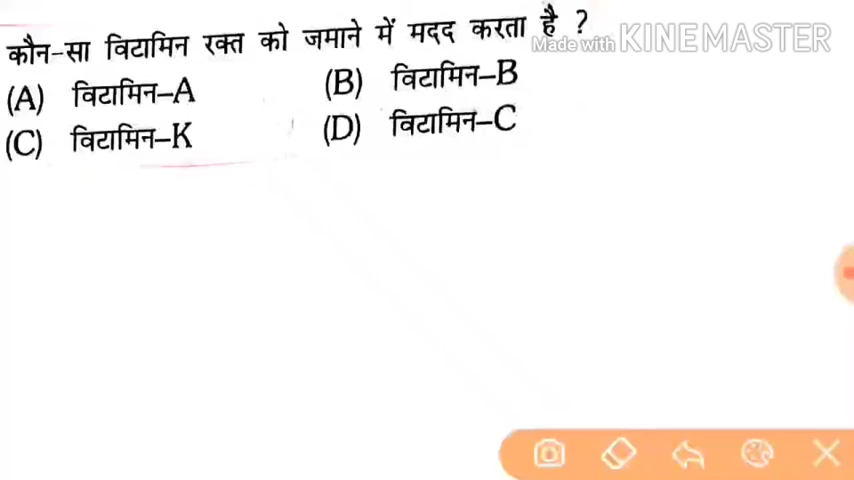 कौन-सा विटामिन रक्त को जमाने में मदद करता है ?
Made with KINEMASTER
(A) विटामिन–A (B) विटामिन–B
(C) विटामिन–K (D) विटामिन–C